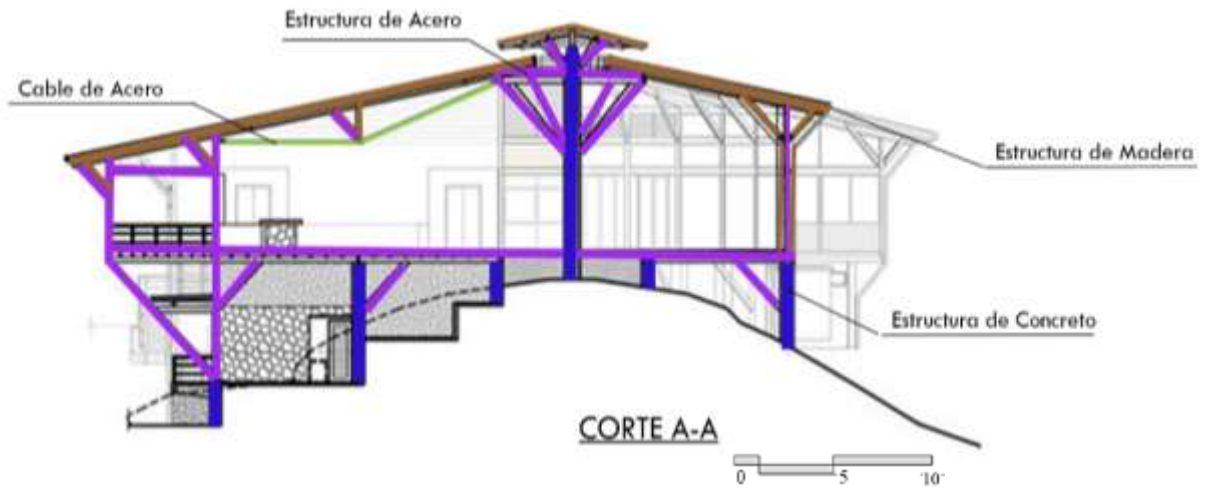 Estructura de Acero
Cable de Acero
Estructura de Madera
Estructura de Concreto
CORTE A-A
0 5 10